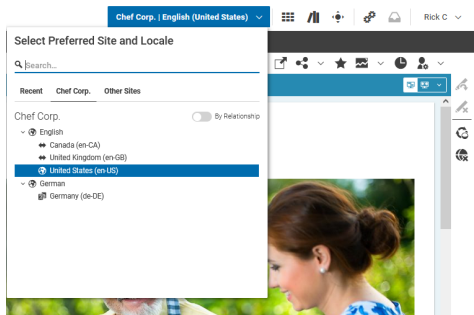 Chef Corp. | English (United States)
Rick C
Select Preferred Site and Locale
Search...
Recent
Chef Corp.
Other Sites
Chef Corp.
By Relationship
English
Canada (en-CA)
United Kingdom (en-GB)
United States (en-US)
German
Germany (de-DE)